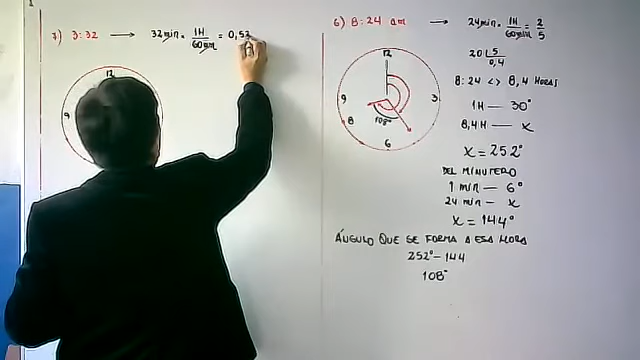 7) 3:32 → 32min · 1H / 60min = 0,53
12
9
6) 8:24 am → 24min · 1H / 60min = 2 / 5
12
9
3
8
6
108°
20 L5
0,4
8:24 <> 8,4 HORAS
1H — 30°
8,4H — X
X = 252°
DEL MINUTERO
1 min — 6°
24 min — X
X = 144°
ÁNGULO QUE SE FORMA A ESA HORA
252° - 144
108°